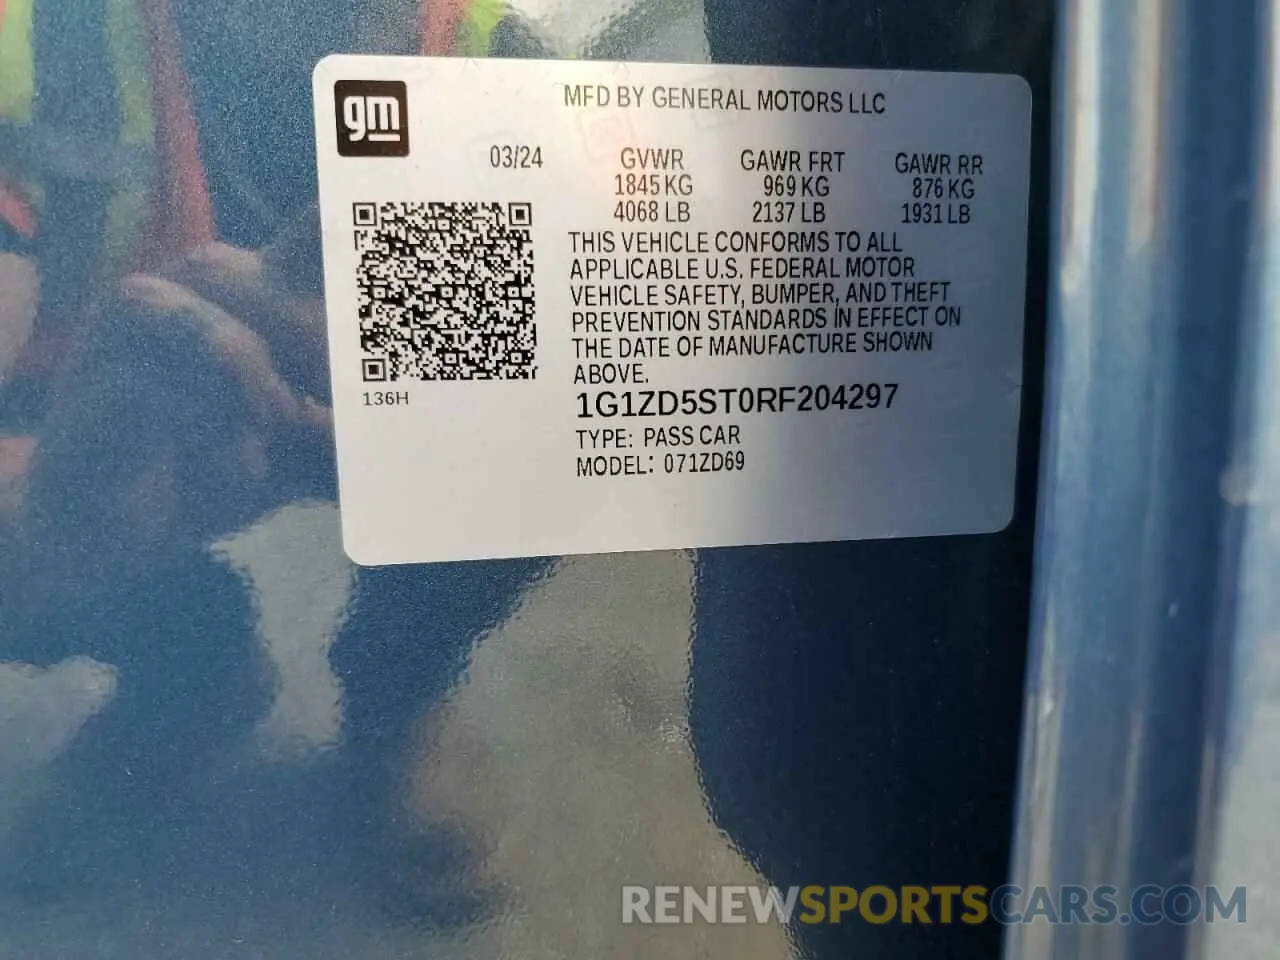 gm
MFD BY GENERAL MOTORS LLC
03/24 GVWR GAWR FRT GAWR RR
1845 KG 969 KG 876 KG
4068 LB 2137 LB 1931 LB
THIS VEHICLE CONFORMS TO ALL
APPLICABLE U.S. FEDERAL MOTOR
VEHICLE SAFETY, BUMPER, AND THEFT
PREVENTION STANDARDS IN EFFECT ON
THE DATE OF MANUFACTURE SHOWN
ABOVE.
136H
1G1ZD5ST0RF204297
TYPE: PASS CAR
MODEL: 071ZD69
RENEWSPORTSCARS.COM